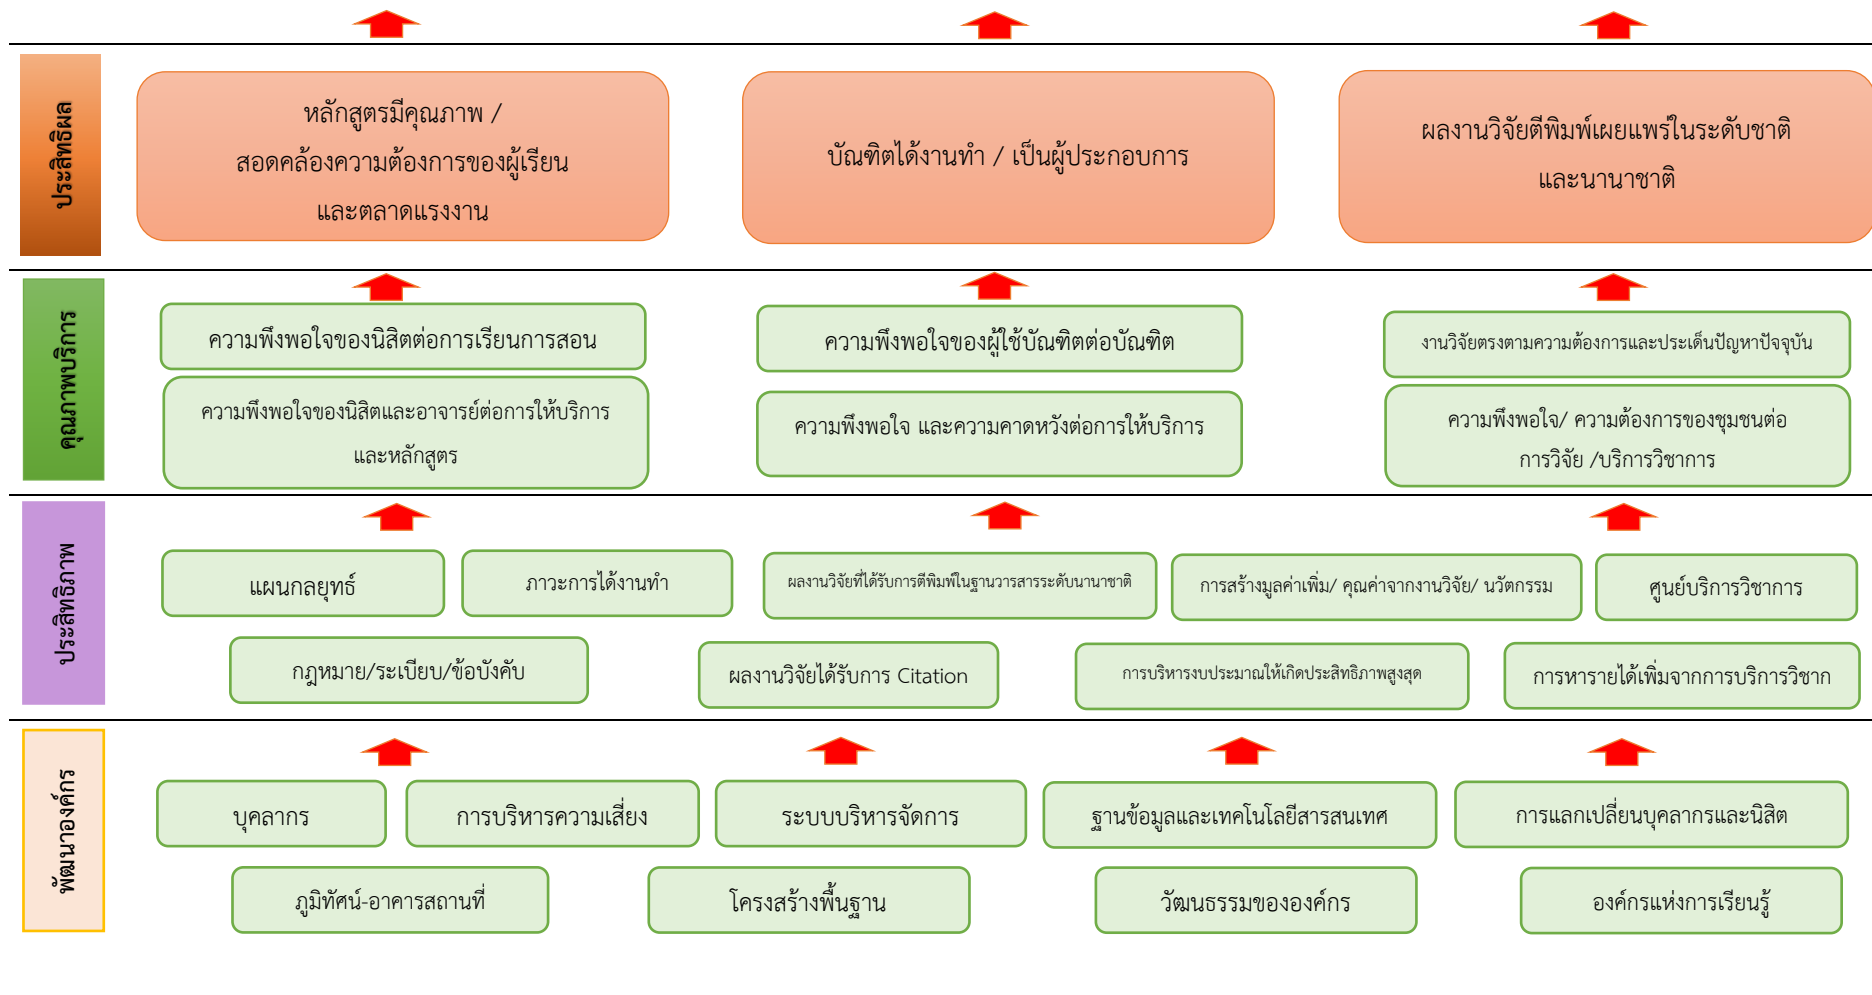 ประสิทธิผล
หลักสูตรมีคุณภาพ /
สอดคล้องความต้องการของผู้เรียน
และตลาดแรงงาน
บัณฑิตได้งานทำ / เป็นผู้ประกอบการ
ผลงานวิจัยตีพิมพ์เผยแพร่ในระดับชาติ
และนานาชาติ
คุณภาพบริการ
ความพึงพอใจของนิสิตต่อการเรียนการสอน
ความพึงพอใจของผู้ใช้บัณฑิตต่อบัณฑิต
งานวิจัยตรงตามความต้องการและประเด็นปัญหาปัจจุบัน
ความพึงพอใจของนิสิตและอาจารย์ต่อการให้บริการ
และหลักสูตร
ความพึงพอใจ และความคาดหวังต่อการให้บริการ
ความพึงพอใจ/ ความต้องการของชุมชนต่อ
การวิจัย /บริการวิชาการ
ประสิทธิภาพ
แผนกลยุทธ์
ภาวะการได้งานทำ
ผลงานวิจัยที่ได้รับการตีพิมพ์ในฐานวารสารระดับนานาชาติ
การสร้างมูลค่าเพิ่ม/ คุณค่าจากงานวิจัย/ นวัตกรรม
ศูนย์บริการวิชาการ
กฎหมาย/ระเบียบ/ข้อบังคับ
ผลงานวิจัยได้รับการ Citation
การบริหารงบประมาณให้เกิดประสิทธิภาพสูงสุด
การหารายได้เพิ่มจากการบริการวิชาก
พัฒนาองค์กร
บุคลากร
การบริหารความเสี่ยง
ระบบบริหารจัดการ
ฐานข้อมูลและเทคโนโลยีสารสนเทศ
การแลกเปลี่ยนบุคลากรและนิสิต
ภูมิทัศน์-อาคารสถานที่
โครงสร้างพื้นฐาน
วัฒนธรรมขององค์กร
องค์กรแห่งการเรียนรู้